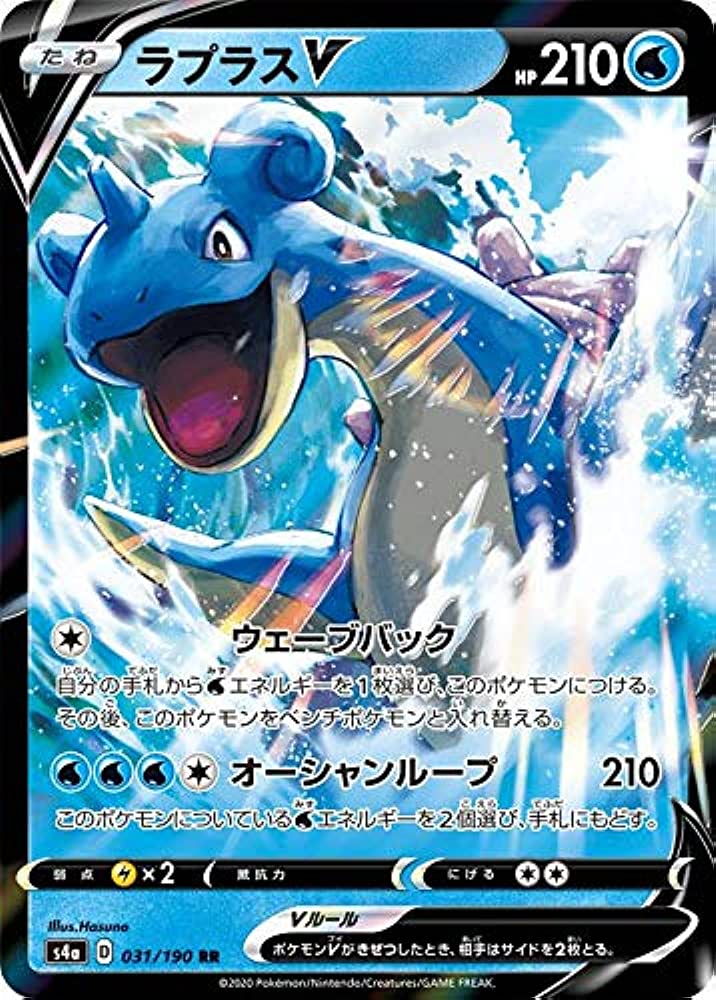 たね ラプラスV HP210
ウェーブバック
自分の手札からエネルギーを1枚選び、このポケモンにつける。
その後、このポケモンをベンチポケモンと入れ替える。
オーシャンループ 210
このポケモンについているエネルギーを2個選び、手札にもどす。
弱点 ×2 抵抗力 にげる
Illus.Hasuno
Vルール
ポケモンVがきぜつしたとき、相手はサイドを2枚とる。
s4a D 031/190 RR
©2020 Pokémon/Nintendo/Creatures/GAME FREAK.